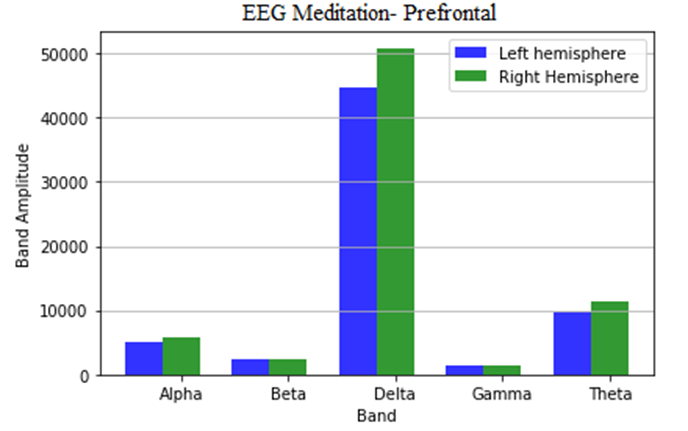 EEG Meditation- Prefrontal
Left hemisphere
Right Hemisphere
50000
40000
30000
20000
10000
0
Band Amplitude
Alpha Beta Delta Gamma Theta
Band